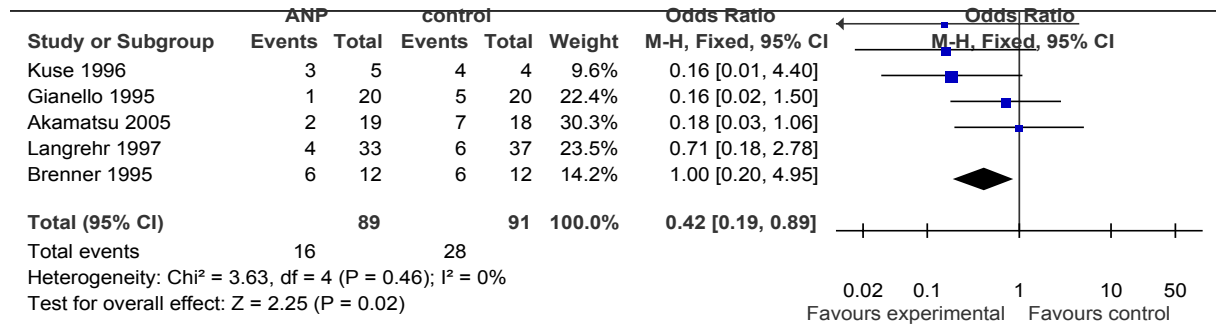 ANP control Odds Ratio Odds Ratio
Study or Subgroup Events Total Events Total Weight M-H, Fixed, 95% CI M-H, Fixed, 95% CI
Kuse 1996 3 5 4 4 9.6% 0.16 [0.01, 4.40]
Gianello 1995 1 20 5 20 22.4% 0.16 [0.02, 1.50]
Akamatsu 2005 2 19 7 18 30.3% 0.18 [0.03, 1.06]
Langrehr 1997 4 33 6 37 23.5% 0.71 [0.18, 2.78]
Brenner 1995 6 12 6 12 14.2% 1.00 [0.20, 4.95]
Total (95% CI) 89 91 100.0% 0.42 [0.19, 0.89]
Total events 16 28
Heterogeneity: Chi² = 3.63, df = 4 (P = 0.46); I² = 0%
Test for overall effect: Z = 2.25 (P = 0.02)
0.02 0.1 1 10 50
Favours experimental Favours control